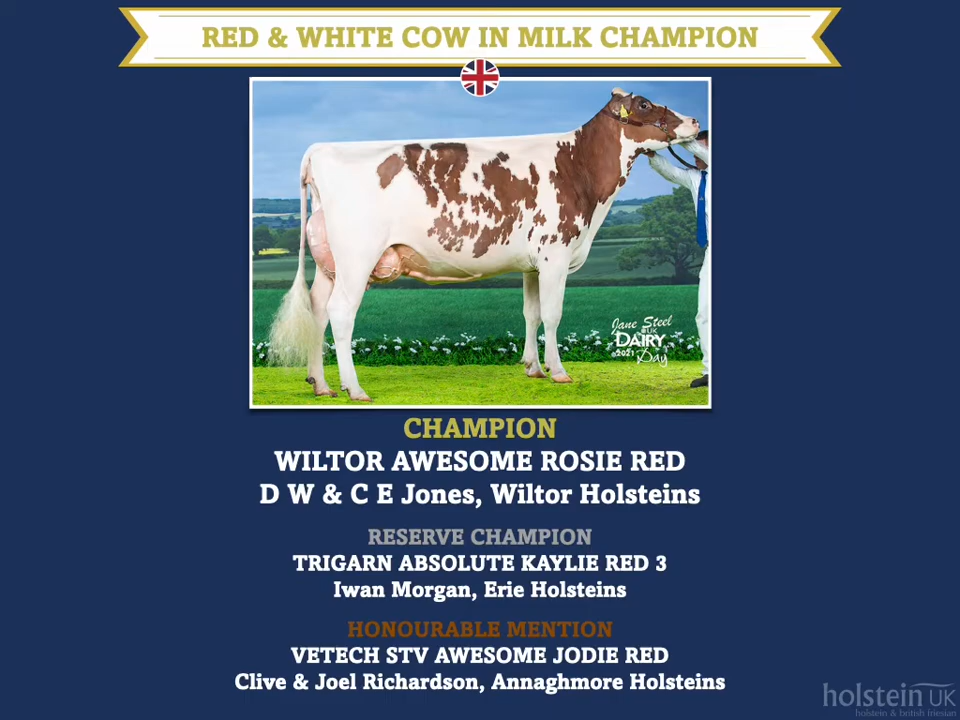 RED & WHITE COW IN MILK CHAMPION
Jane Steel
UK
DAIRY
©2021 Day
CHAMPION
WILTOR AWESOME ROSIE RED
D W & C E Jones, Wiltor Holsteins
RESERVE CHAMPION
TRIGARN ABSOLUTE KAYLIE RED 3
Iwan Morgan, Erie Holsteins
HONOURABLE MENTION
VETECH STV AWESOME JODIE RED
Clive & Joel Richardson, Annaghmore Holsteins
holstein UK
holstein & british friesian